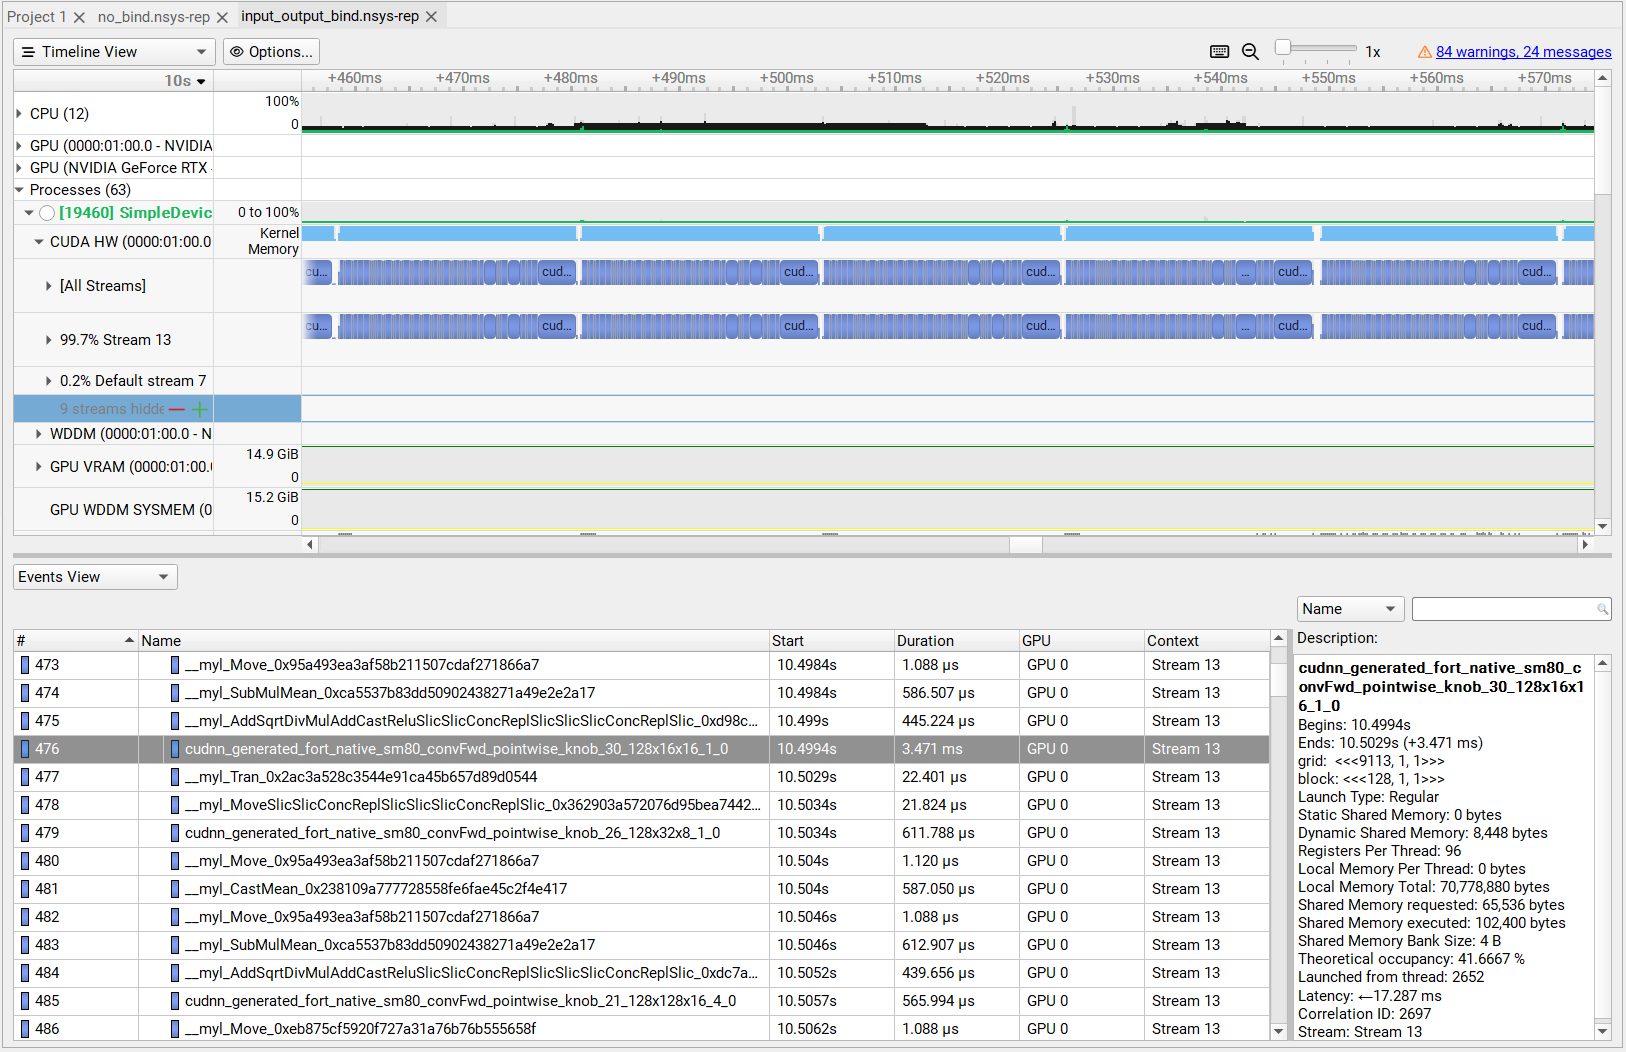 Project 1
no_bind.nsys-rep
input_output_bind.nsys-rep
Timeline View
Options...
1x
84 warnings, 24 messages
10s
+460ms
+470ms
+480ms
+490ms
+500ms
+510ms
+520ms
+530ms
+540ms
+550ms
+560ms
+570ms
CPU (12)
100%
0
GPU (0000:01:00.0 - NVIDIA
GPU (NVIDIA GeForce RTX
Processes (63)
[19460] SimpleDevic
0 to 100%
CUDA HW (0000:01:00.0
Kernel
Memory
[All Streams]
cu... cud... cud... cud... ... cud... cud...
99.7% Stream 13
cu... cud... cud... cud... ... cud... cud...
0.2% Default stream 7
9 streams hidde
WDDM (0000:01:00.0 - N
GPU VRAM (0000:01:00.
14.9 GiB
0
GPU WDDM SYSMEM (0
15.2 GiB
0
Events View
Name
# Name Start Duration GPU Context
473 __myl_Move_0x95a493ea3af58b211507cdaf271866a7 10.4984s 1.088 µs GPU 0 Stream 13
474 __myl_SubMulMean_0xca5537b83dd50902438271a49e2e2a17 10.4984s 586.507 µs GPU 0 Stream 13
475 __myl_AddSqrtDivMulAddCastReluSlicSlicConcReplSlicSlicSlicConcReplSlic_0xd98c... 10.499s 445.224 µs GPU 0 Stream 13
476 cudnn_generated_fort_native_sm80_convFwd_pointwise_knob_30_128x16x16_1_0 10.4994s 3.471 ms GPU 0 Stream 13
477 __myl_Tran_0x2ac3a528c3544e91ca45b657d89d0544 10.5029s 22.401 µs GPU 0 Stream 13
478 __myl_MoveSlicSlicConcReplSlicSlicSlicConcReplSlic_0x362903a572076d95bea7442... 10.5034s 21.824 µs GPU 0 Stream 13
479 cudnn_generated_fort_native_sm80_convFwd_pointwise_knob_26_128x32x8_1_0 10.5034s 611.788 µs GPU 0 Stream 13
480 __myl_Move_0x95a493ea3af58b211507cdaf271866a7 10.504s 1.120 µs GPU 0 Stream 13
481 __myl_CastMean_0x238109a777728558fe6fae45c2f4e417 10.504s 587.050 µs GPU 0 Stream 13
482 __myl_Move_0x95a493ea3af58b211507cdaf271866a7 10.5046s 1.088 µs GPU 0 Stream 13
483 __myl_SubMulMean_0xca5537b83dd50902438271a49e2e2a17 10.5046s 612.907 µs GPU 0 Stream 13
484 __myl_AddSqrtDivMulAddCastReluSlicSlicConcReplSlicSlicSlicConcReplSlic_0xdc7a... 10.5052s 439.656 µs GPU 0 Stream 13
485 cudnn_generated_fort_native_sm80_convFwd_pointwise_knob_21_128x128x16_4_0 10.5057s 565.994 µs GPU 0 Stream 13
486 __myl_Move_0xeb875cf5920f727a31a76b76b555658f 10.5062s 1.088 µs GPU 0 Stream 13
Description:
cudnn_generated_fort_native_sm80_c
onvFwd_pointwise_knob_30_128x16x1
6_1_0
Begins: 10.4994s
Ends: 10.5029s (+3.471 ms)
grid: <<<9113, 1, 1>>>
block: <<<128, 1, 1>>>
Launch Type: Regular
Static Shared Memory: 0 bytes
Dynamic Shared Memory: 8,448 bytes
Registers Per Thread: 96
Local Memory Per Thread: 0 bytes
Local Memory Total: 70,778,880 bytes
Shared Memory requested: 65,536 bytes
Shared Memory executed: 102,400 bytes
Shared Memory Bank Size: 4 B
Theoretical occupancy: 41.6667 %
Launched from thread: 2652
Latency: ←17.287 ms
Correlation ID: 2697
Stream: Stream 13